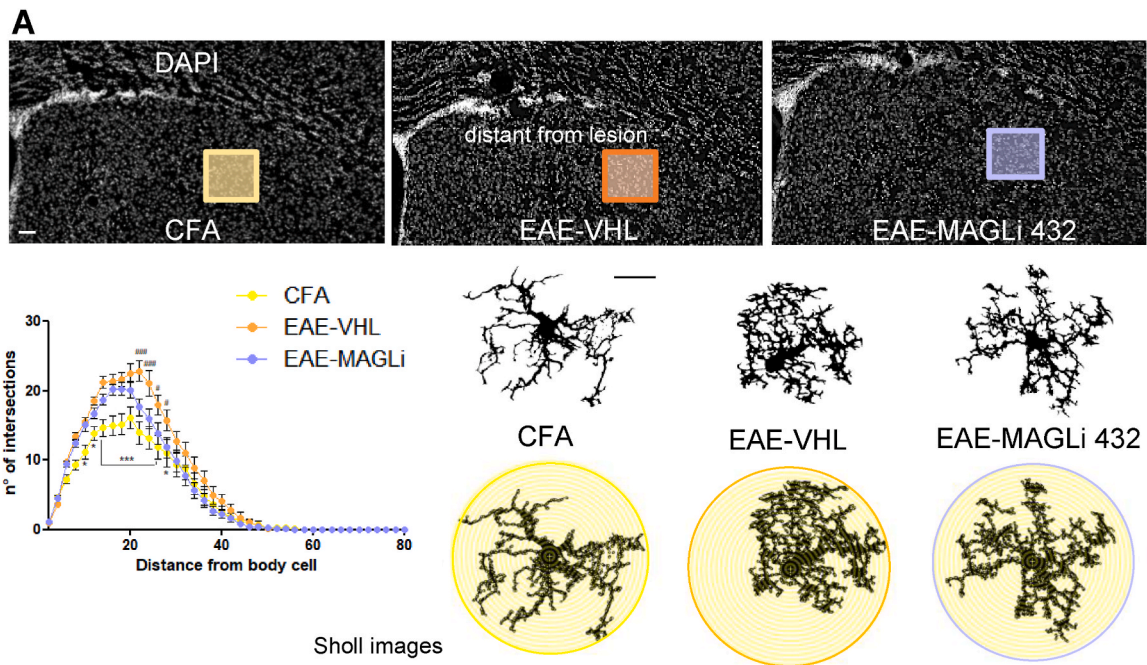 A
DAPI
distant from lesion
CFA
EAE-VHL
EAE-MAGLi 432
CFA
EAE-VHL
EAE-MAGLi
30
20
10
0
n° of intersections
###
###
#
#
*
*
***
*
20
40
60
80
Distance from body cell
CFA
EAE-VHL
EAE-MAGLi 432
Sholl images